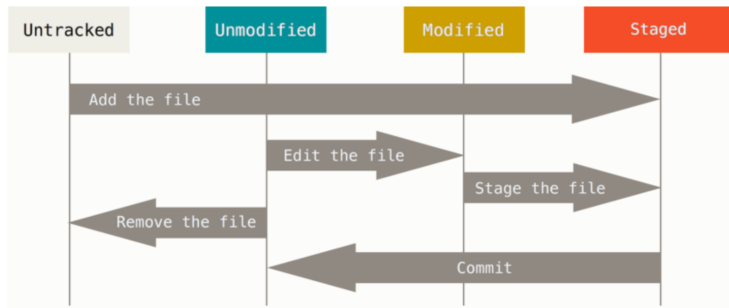 Untracked
Unmodified
Modified
Staged
Add the file
Edit the file
Stage the file
Remove the file
Commit